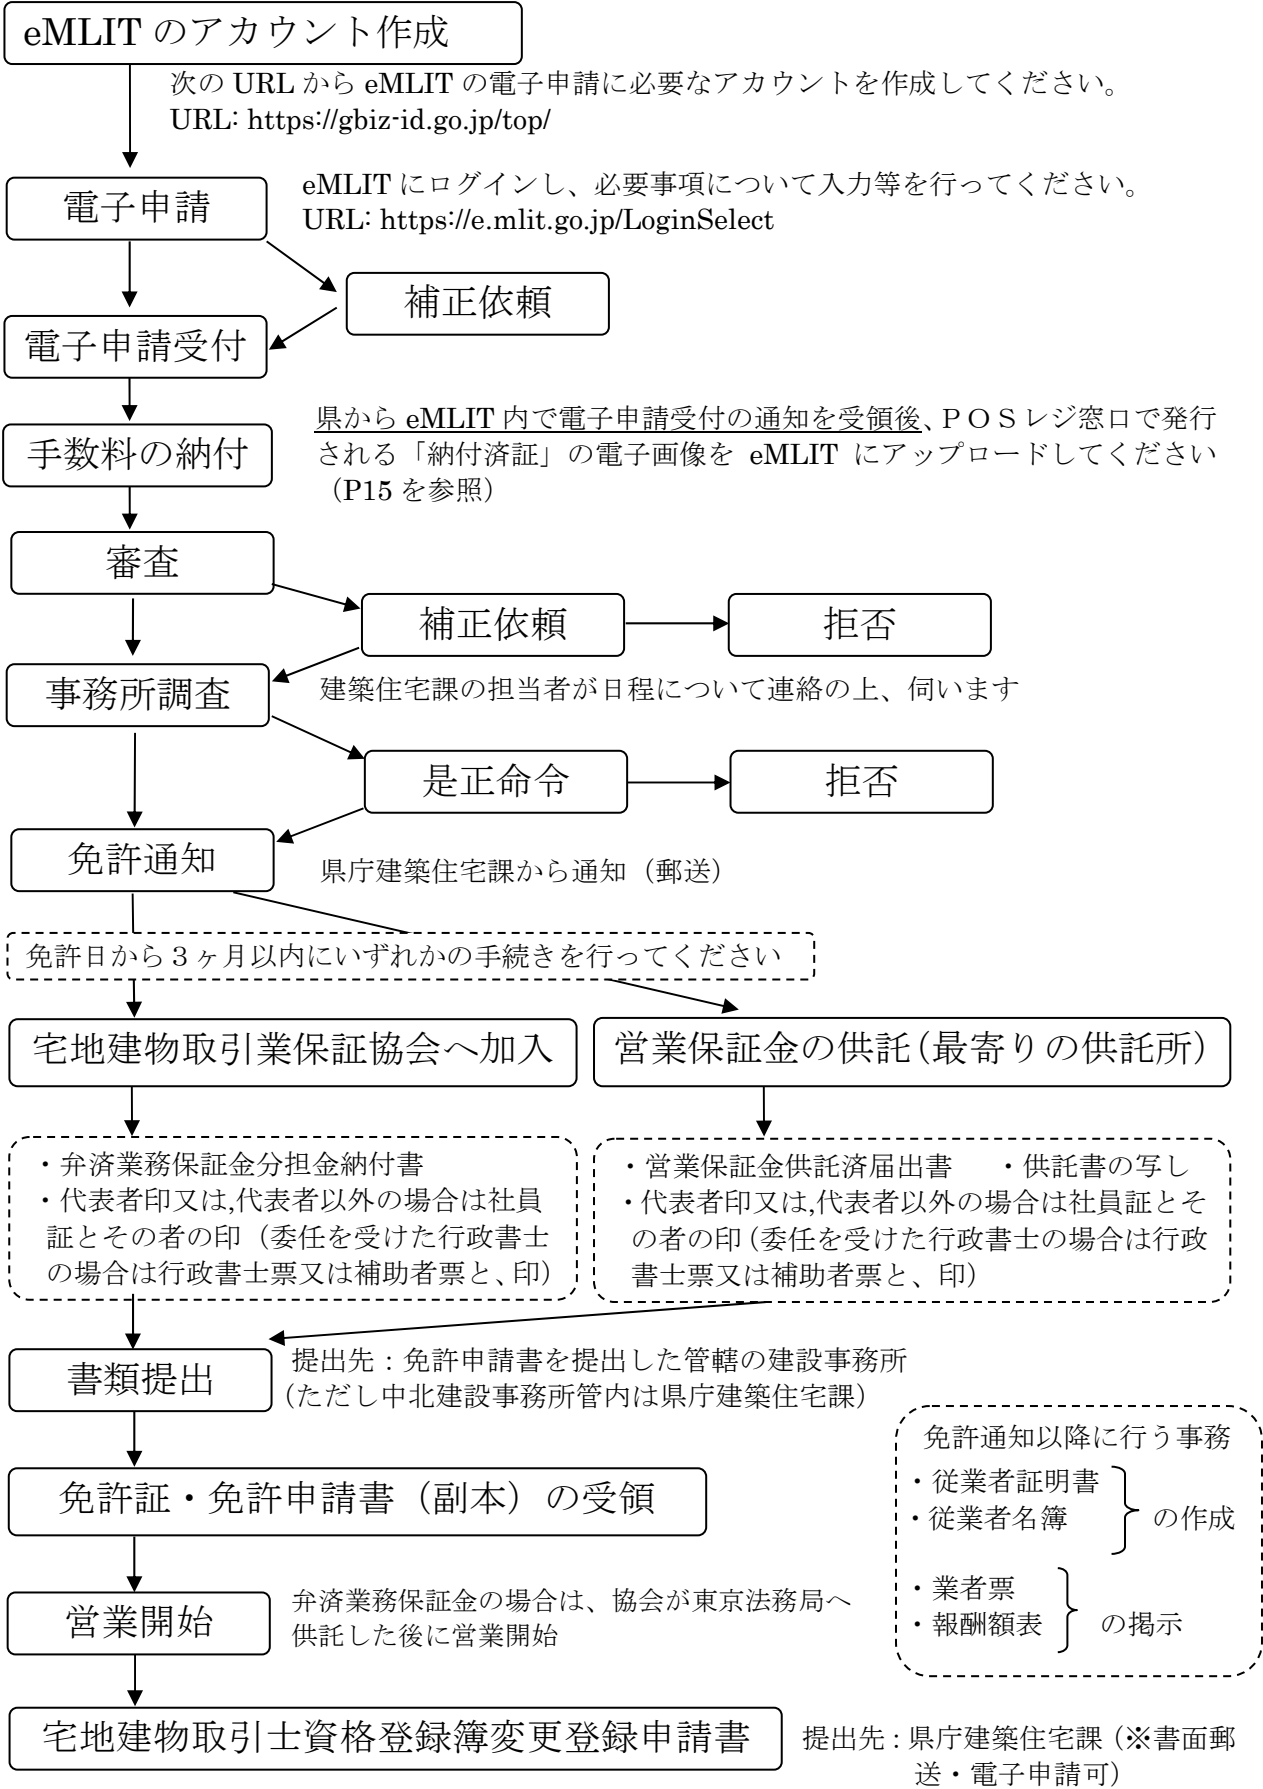 eMLIT のアカウント作成
次の URL から eMLIT の電子申請に必要なアカウントを作成してください。
URL: https://gbiz-id.go.jp/top/
電子申請
eMLIT にログインし、必要事項について入力等を行ってください。
URL: https://e.mlit.go.jp/LoginSelect
補正依頼
電子申請受付
手数料の納付
県から eMLIT 内で電子申請受付の通知を受領後、ＰＯＳレジ窓口で発行
される「納付済証」の電子画像を eMLIT にアップロードしてください
（P15 を参照）
審査
補正依頼
拒否
事務所調査
建築住宅課の担当者が日程について連絡の上、伺います
是正命令
拒否
免許通知
県庁建築住宅課から通知（郵送）
免許日から３ヶ月以内にいずれかの手続きを行ってください
宅地建物取引業保証協会へ加入
営業保証金の供託（最寄りの供託所）
・弁済業務保証金分担金納付書
・代表者印又は,代表者以外の場合は社員
証とその者の印（委任を受けた行政書士
の場合は行政書士票又は補助者票と、印）
・営業保証金供託済届出書　・供託書の写し
・代表者印又は,代表者以外の場合は社員証とそ
の者の印（委任を受けた行政書士の場合は行政
書士票又は補助者票と、印）
書類提出
提出先：免許申請書を提出した管轄の建設事務所
（ただし中北建設事務所管内は県庁建築住宅課）
免許証・免許申請書（副本）の受領
免許通知以降に行う事務
・従業者証明書
・従業者名簿
の作成
・業者票
・報酬額表
の掲示
営業開始
弁済業務保証金の場合は、協会が東京法務局へ
供託した後に営業開始
宅地建物取引士資格登録簿変更登録申請書
提出先：県庁建築住宅課（※書面郵
送・電子申請可）